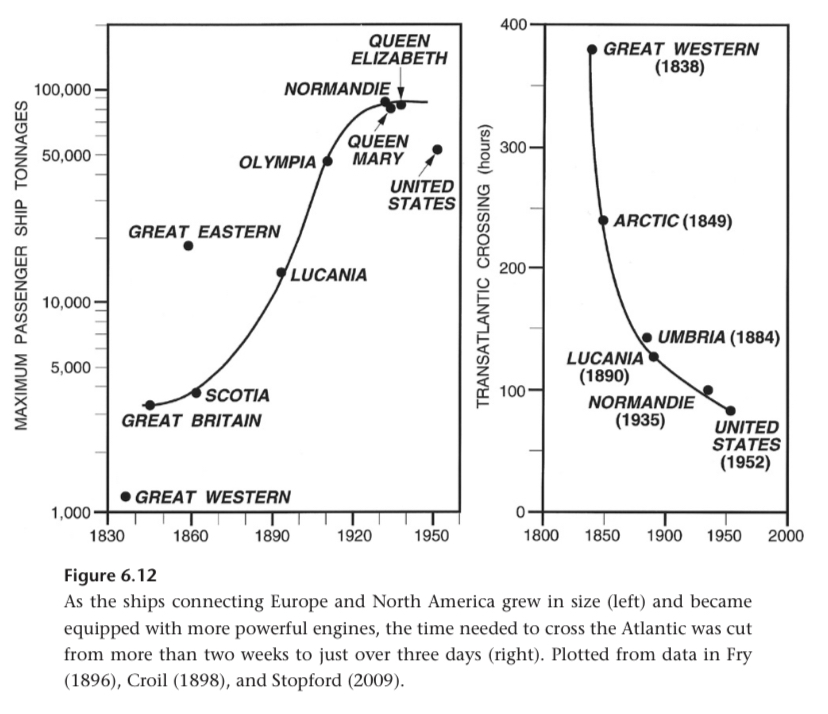 MAXIMUM PASSENGER SHIP TONNAGES
100,000
50,000
10,000
5,000
1,000
QUEEN
ELIZABETH
NORMANDIE
QUEEN
MARY
OLYMPIA
UNITED
STATES
GREAT EASTERN
LUCANIA
SCOTIA
GREAT BRITAIN
GREAT WESTERN
1830
1860
1890
1920
1950
TRANSATLANTIC CROSSING (hours)
400
300
200
100
0
GREAT WESTERN
(1838)
ARCTIC (1849)
UMBRIA (1884)
LUCANIA
(1890)
NORMANDIE
(1935)
UNITED
STATES
(1952)
1800
1850
1900
1950
2000
Figure 6.12
As the ships connecting Europe and North America grew in size (left) and became
equipped with more powerful engines, the time needed to cross the Atlantic was cut
from more than two weeks to just over three days (right). Plotted from data in Fry
(1896), Croil (1898), and Stopford (2009).